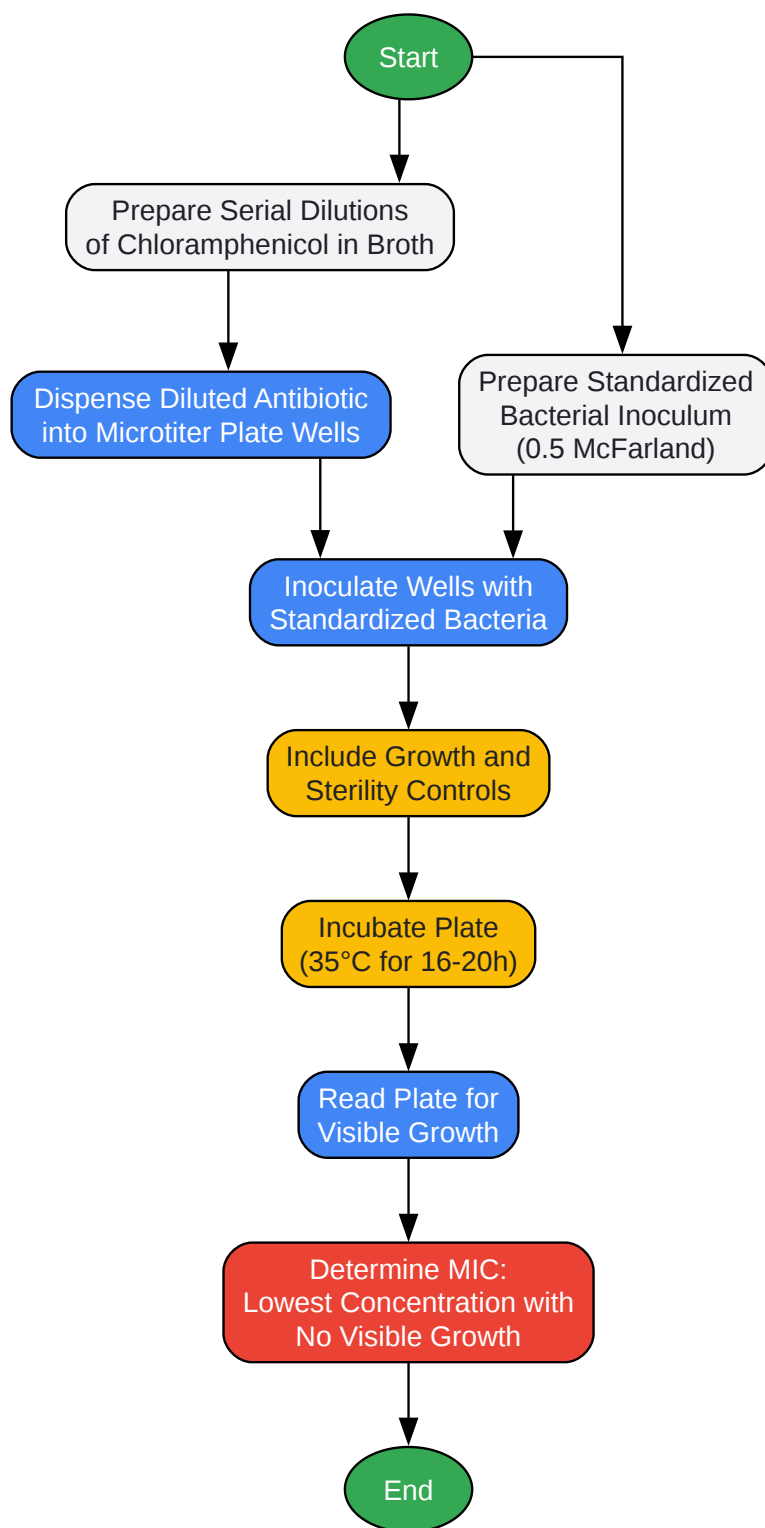 Start
Prepare Serial Dilutions
of Chloramphenicol in Broth
Dispense Diluted Antibiotic
into Microtiter Plate Wells
Prepare Standardized
Bacterial Inoculum
(0.5 McFarland)
Inoculate Wells with
Standardized Bacteria
Include Growth and
Sterility Controls
Incubate Plate
(35°C for 16-20h)
Read Plate for
Visible Growth
Determine MIC:
Lowest Concentration with
No Visible Growth
End